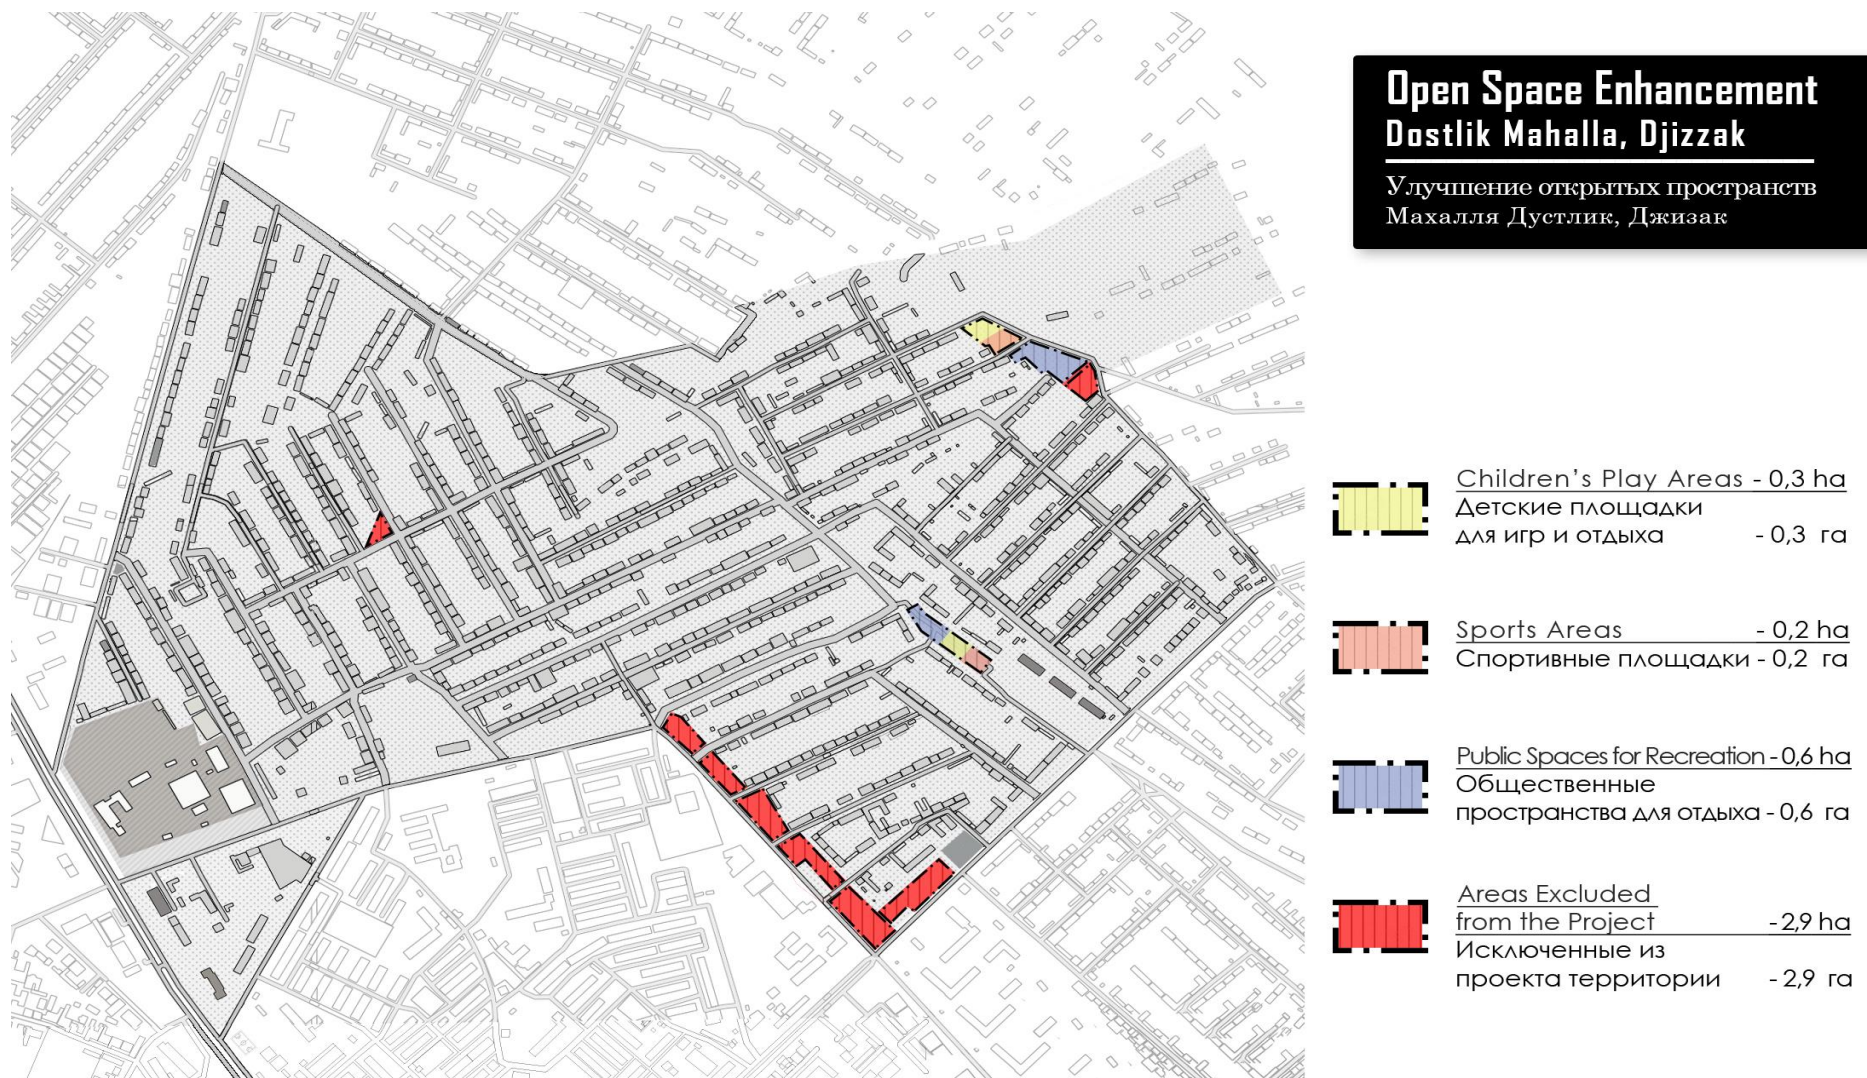 Open Space Enhancement
Dostlik Mahalla, Djizzak
Улучшение открытых пространств
Махалля Дустлик, Джизак
Children's Play Areas - 0,3 ha
Детские площадки
для игр и отдыха - 0,3 га
Sports Areas - 0,2 ha
Спортивные площадки - 0,2 га
Public Spaces for Recreation - 0,6 ha
Общественные
пространства для отдыха - 0,6 га
Areas Excluded
from the Project - 2,9 ha
Исключенные из
проекта территории - 2,9 га